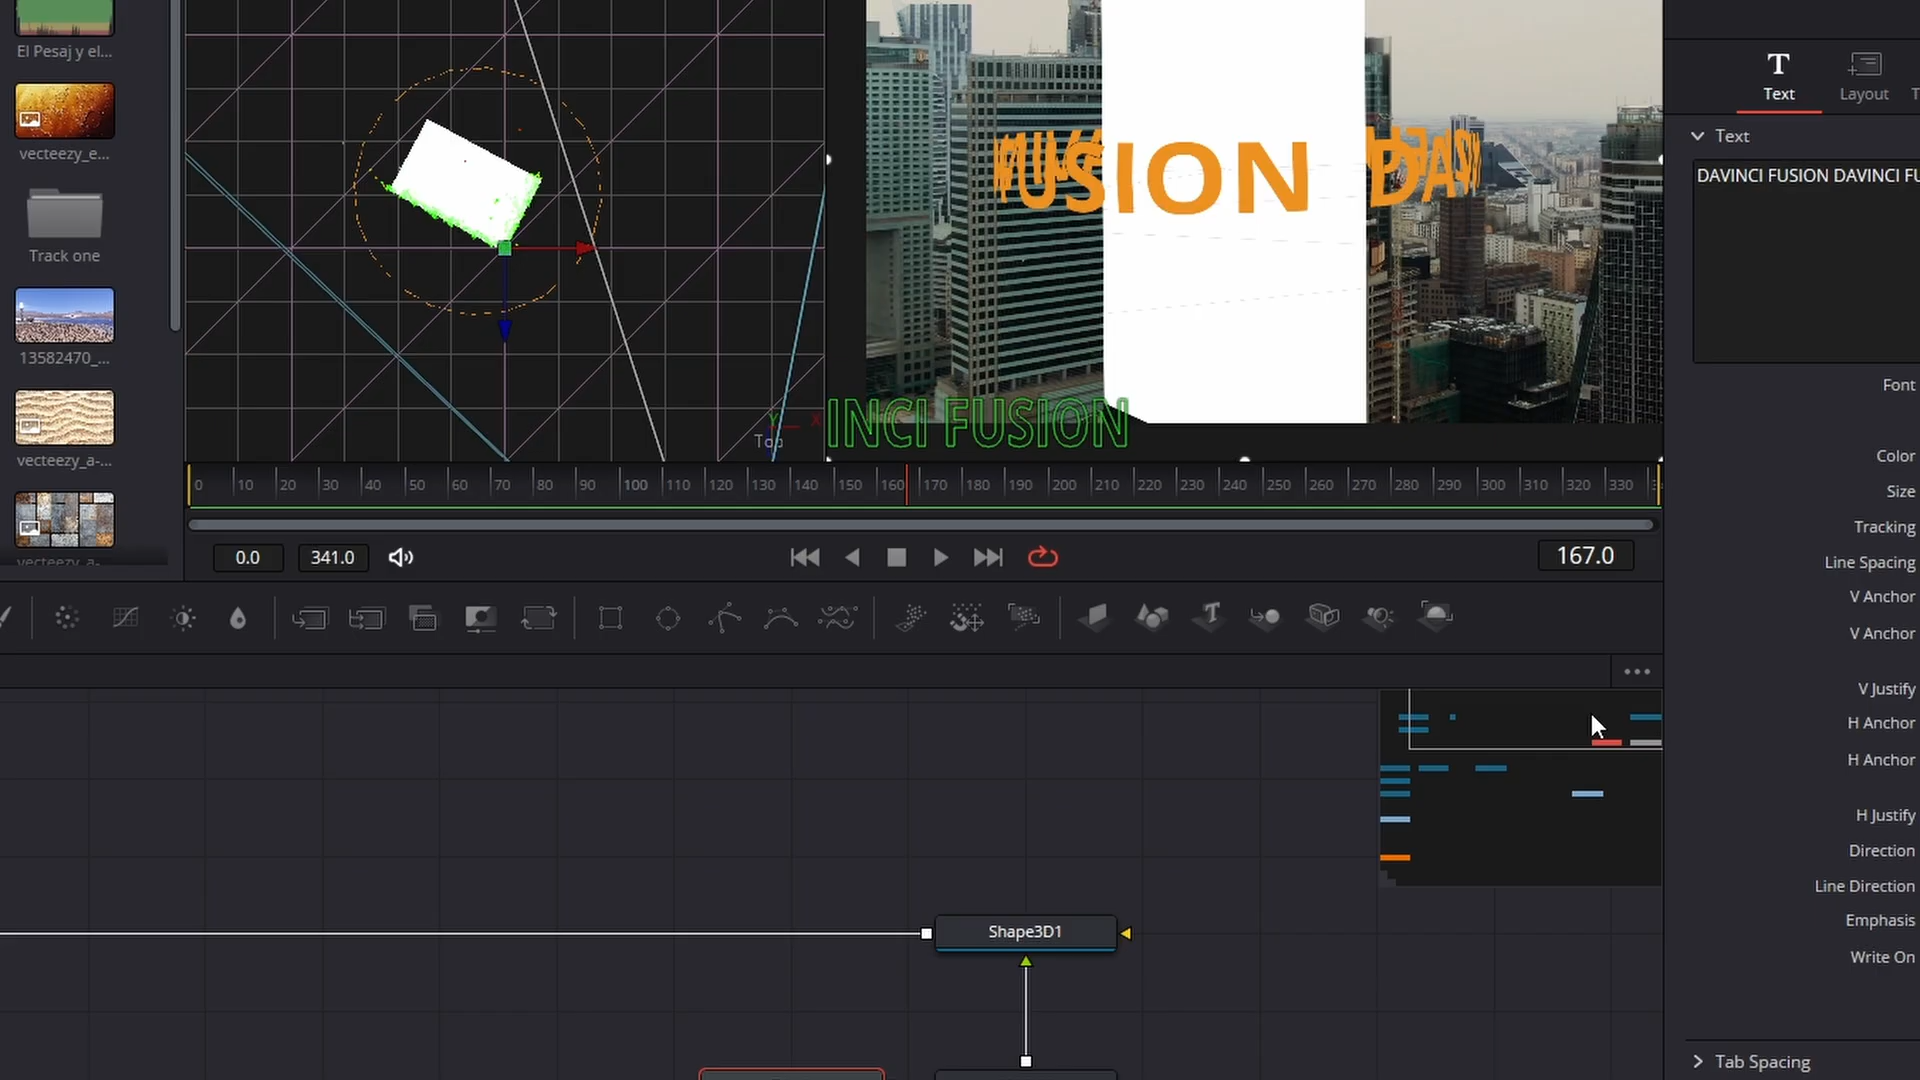 El Pesaj y el...
vecteezy_e...
Track one
13582470_...
vecteezy_a-...
vecteezy_a-
USION DA
INCI FUSION
Top
Y
X
0 10 20 30 40 50 60 70 80 90 100 110 120 130 140 150 160 170 180 190 200 210 220 230 240 250 260 270 280 290 300 310 320 330
0.0 341.0 167.0
Shape3D1
T
Text Layout T
Text
DAVINCI FUSION DAVINCI FU
Font
Color
Size
Tracking
Line Spacing
V Anchor
V Anchor
V Justify
H Anchor
H Anchor
H Justify
Direction
Line Direction
Emphasis
Write On
Tab Spacing